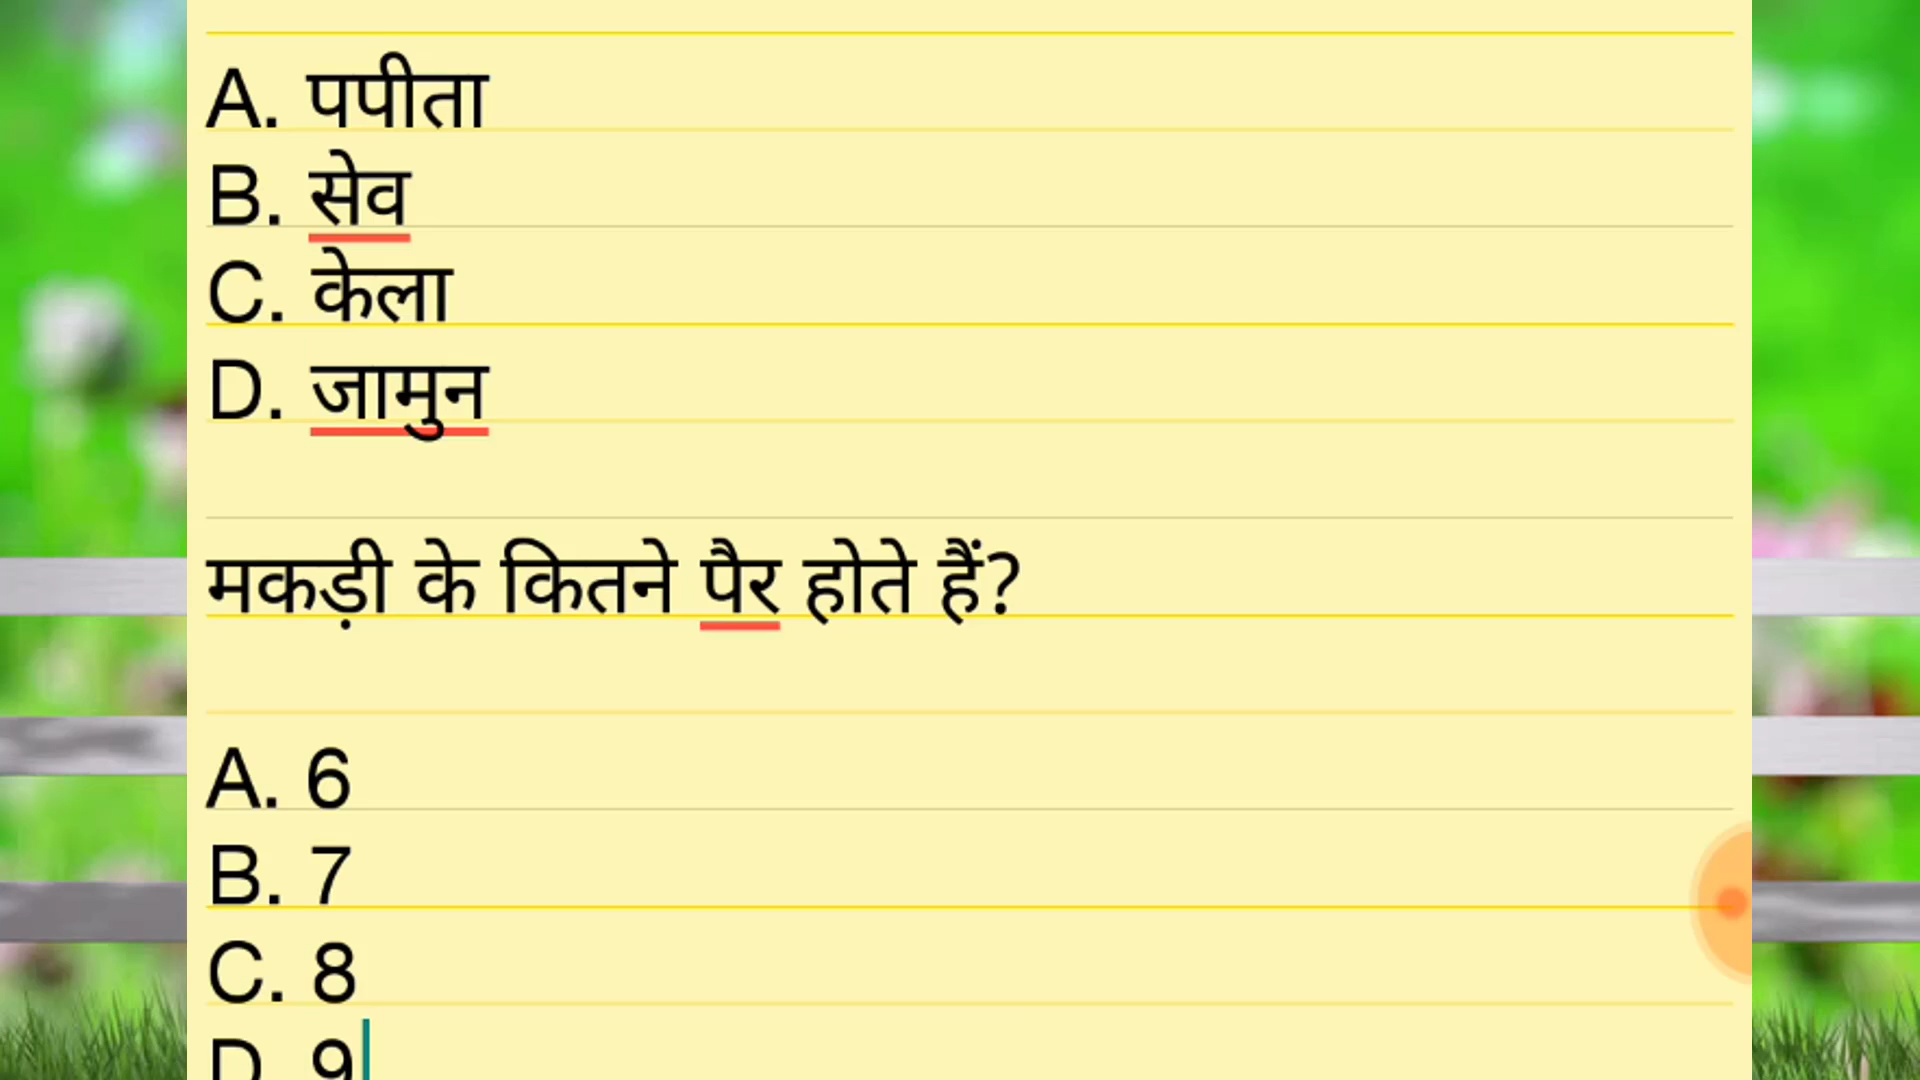 A. पपीता
B. सेव
C. केला
D. जामुन
मकड़ी के कितने पैर होते हैं?
A. 6
B. 7
C. 8
D. 9